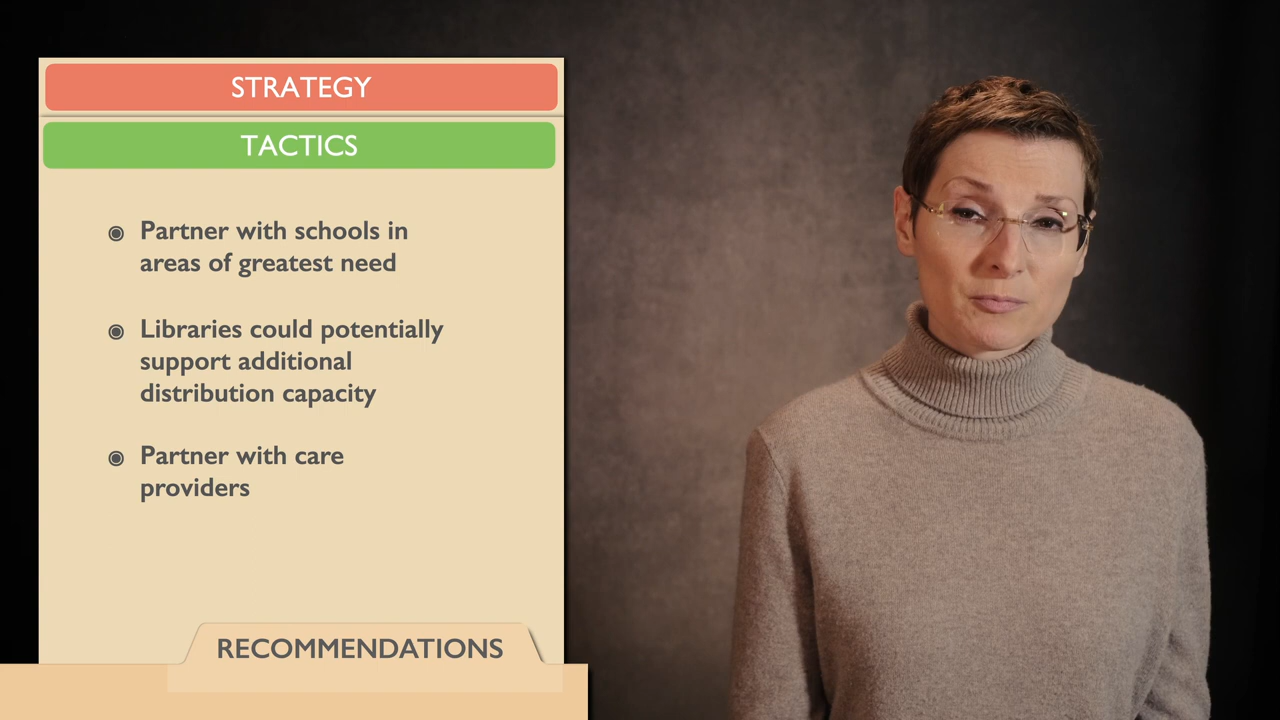 STRATEGY
TACTICS
◉ Partner with schools in
areas of greatest need
◉ Libraries could potentially
support additional
distribution capacity
◉ Partner with care
providers
RECOMMENDATIONS